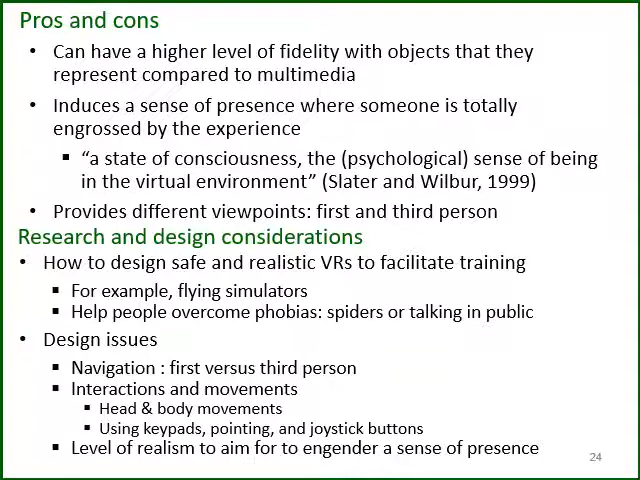 Pros and cons
• Can have a higher level of fidelity with objects that they
represent compared to multimedia
• Induces a sense of presence where someone is totally
engrossed by the experience
▪ “a state of consciousness, the (psychological) sense of being
in the virtual environment” (Slater and Wilbur, 1999)
• Provides different viewpoints: first and third person
Research and design considerations
• How to design safe and realistic VRs to facilitate training
▪ For example, flying simulators
▪ Help people overcome phobias: spiders or talking in public
• Design issues
▪ Navigation : first versus third person
▪ Interactions and movements
▪ Head & body movements
▪ Using keypads, pointing, and joystick buttons
▪ Level of realism to aim for to engender a sense of presence
24